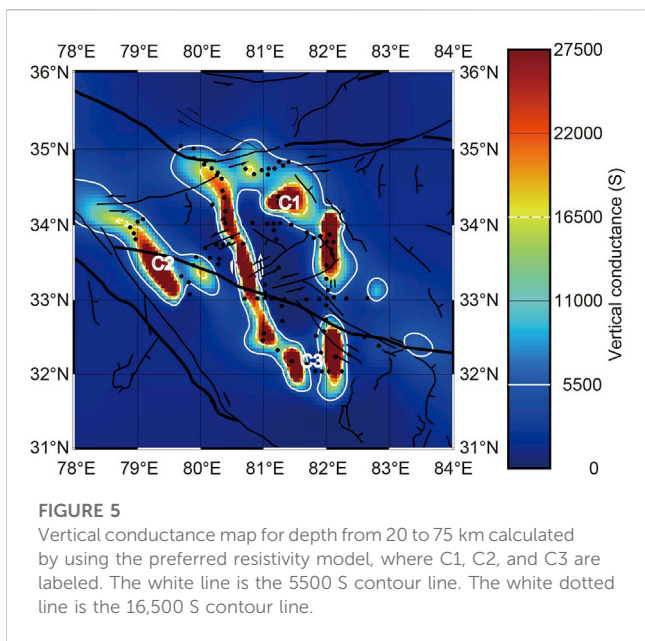 78°E 79°E 80°E 81°E 82°E 83°E 84°E
36°N 36°N
35°N 35°N
34°N 34°N
33°N 33°N
32°N 32°N
31°N 31°N
78°E 79°E 80°E 81°E 82°E 83°E 84°E
C1
C2
C3
27500
22000
16500
11000
5500
0
Vertical conductance (S)
FIGURE 5
Vertical conductance map for depth from 20 to 75 km calculated
by using the preferred resistivity model, where C1, C2, and C3 are
labeled. The white line is the 5500 S contour line. The white dotted
line is the 16,500 S contour line.